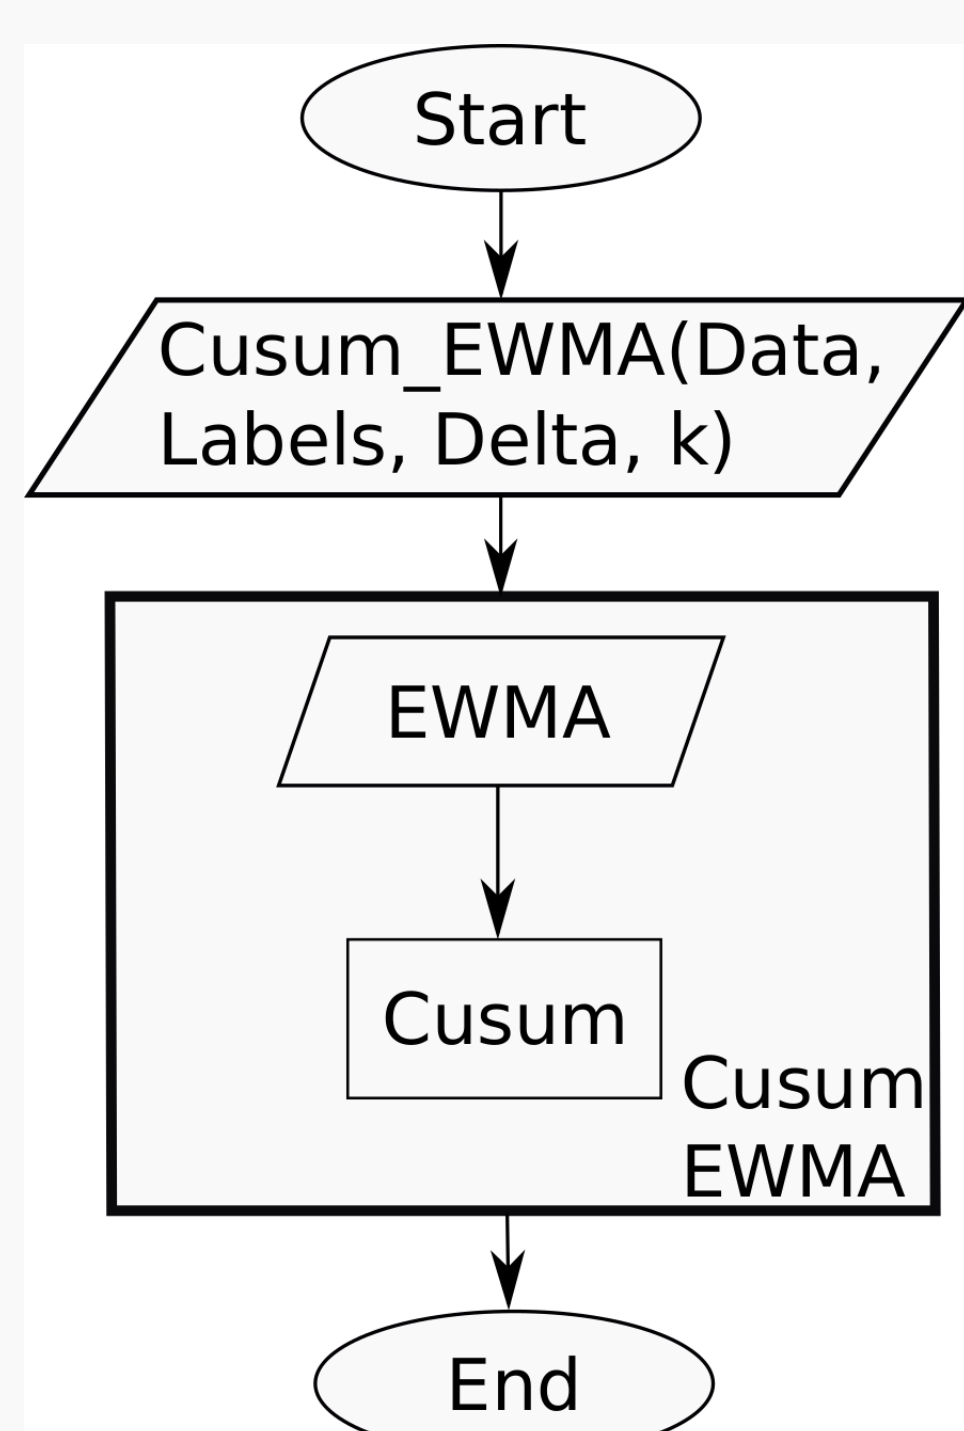 Start
Cusum_EWMA(Data,
Labels, Delta, k)
EWMA
Cusum
Cusum
EWMA
End